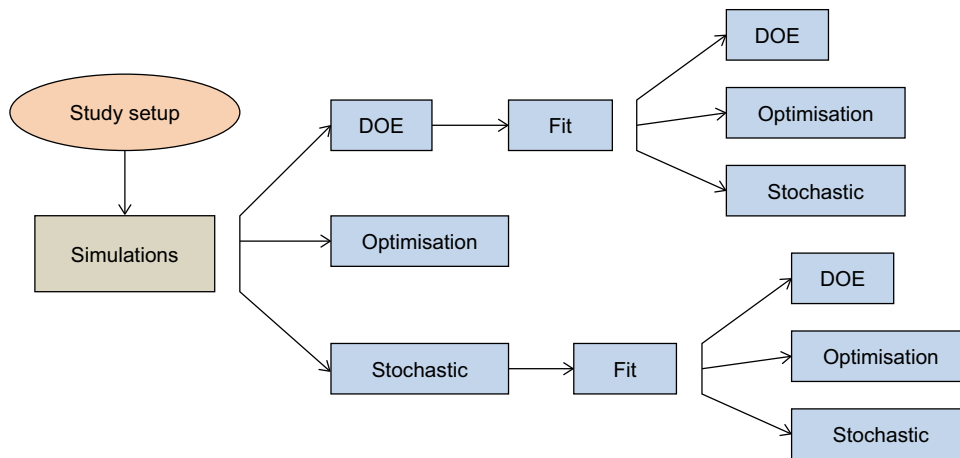 Study setup
Simulations
DOE
Fit
DOE
Optimisation
Stochastic
Optimisation
Stochastic
Fit
DOE
Optimisation
Stochastic